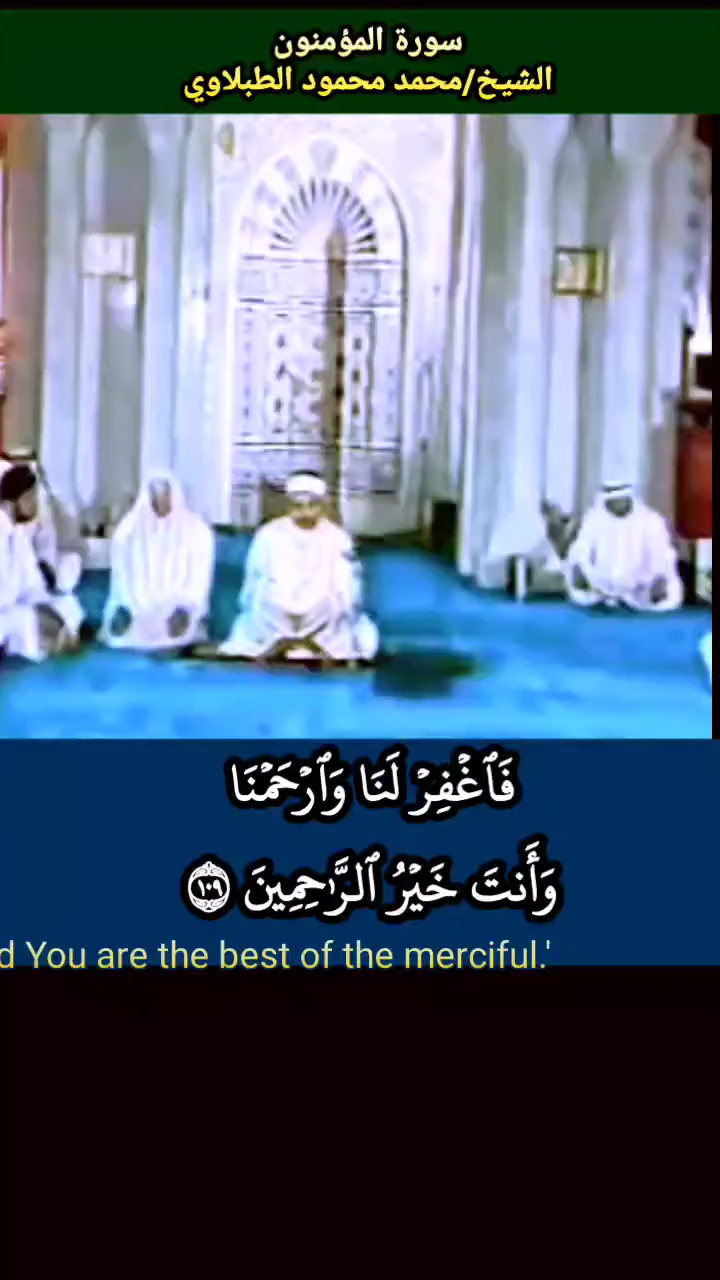 سورة المؤمنون
الشيخ/محمد محمود الطبلاوي
فَٱغْفِرْ لَنَا وَٱرْحَمْنَا
وَأَنتَ خَيْرُ ٱلرَّٰحِمِينَ ١٠٩
d You are the best of the merciful.'